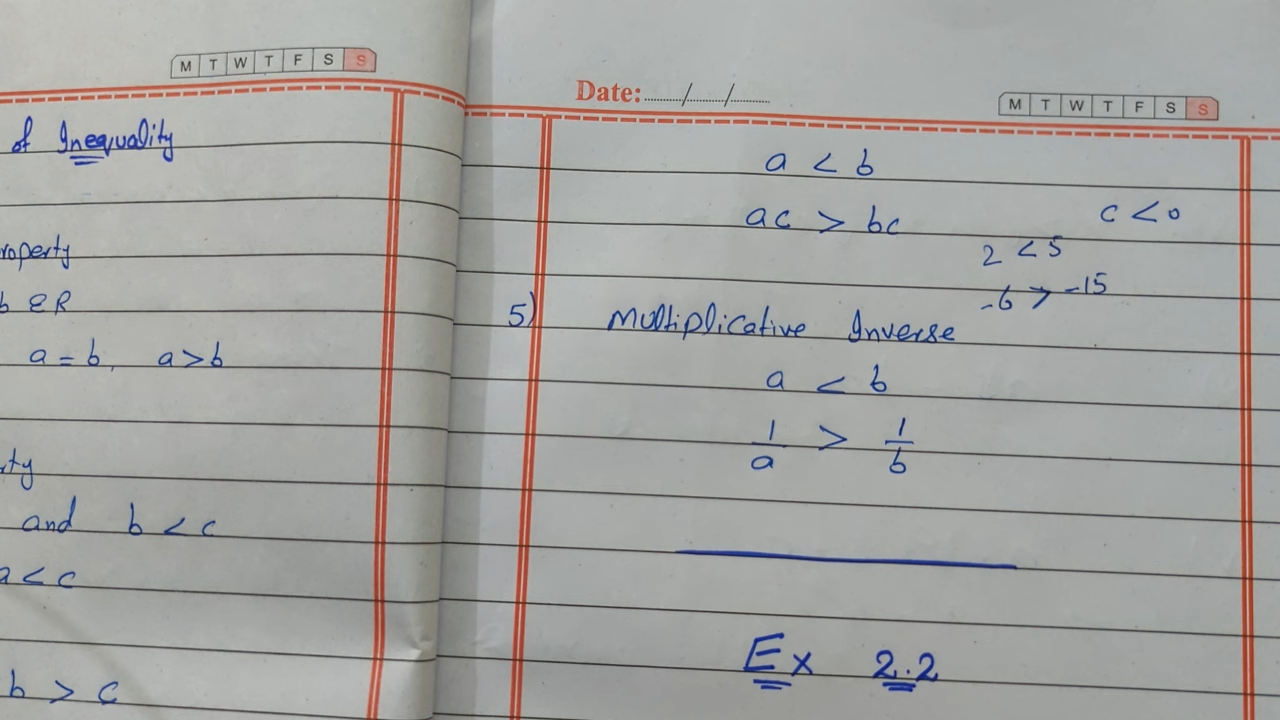 M T W T F S S
of Inequality
roperty
b ∈ R
a = b, a > b
rty
and b < c
a < c
b > c
Date: ...../...../.....
M T W T F S S
a < b
ac > bc c < 0
2 < 5
-6 > -15
5) Multiplicative Inverse
a < b
1/a > 1/b
Ex 2.2